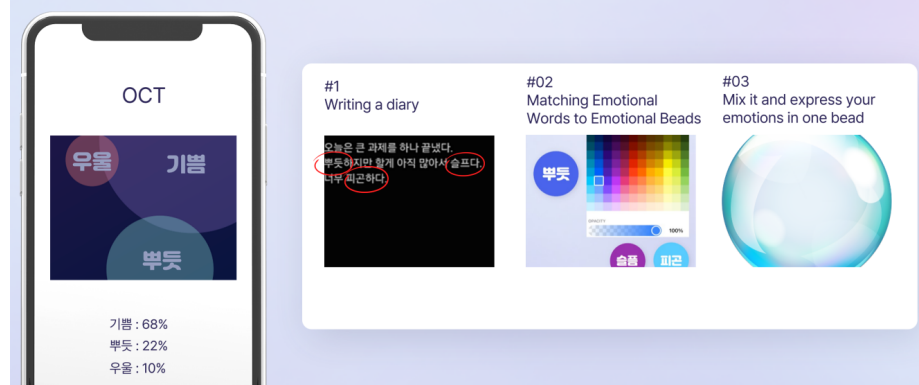 OCT
우울
기쁨
뿌듯
기쁨 : 68%
뿌듯 : 22%
우울 : 10%
#1
Writing a diary
오늘은 큰 과제를 하나 끝냈다.
뿌듯하지만 할게 아직 많아서 슬프다.
너무 피곤하다.
#02
Matching Emotional
Words to Emotional Beads
뿌듯
OPACITY
100%
슬픔
피곤
#03
Mix it and express your
emotions in one bead